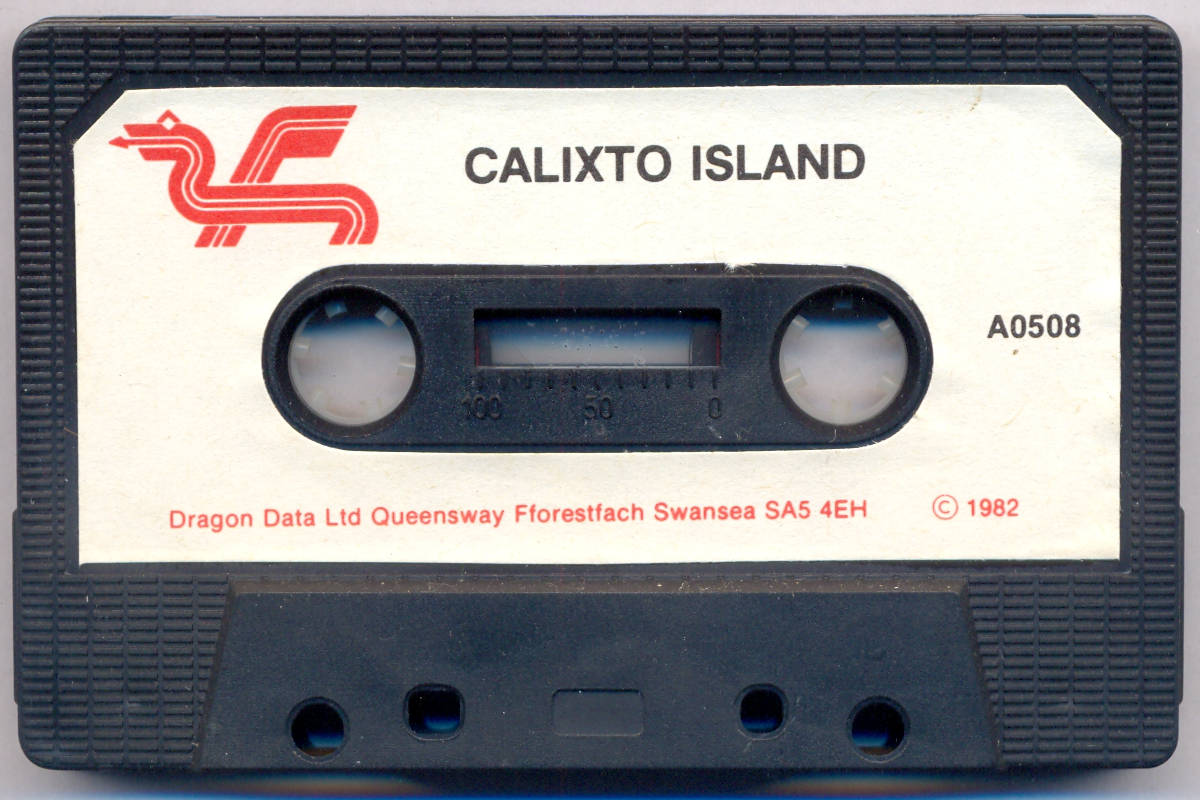 CALIXTO ISLAND
A0508
100 50 0
Dragon Data Ltd Queensway Fforestfach Swansea SA5 4EH © 1982